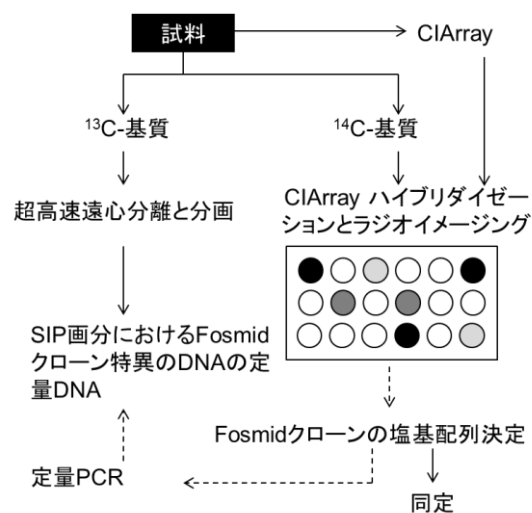 試料
CIArray
¹³C-基質
¹⁴C-基質
超高速遠心分離と分画
CIArray ハイブリダイゼー
ションとラジオイメージング
SIP画分におけるFosmid
クローン特異のDNAの定
量DNA
Fosmidクローンの塩基配列決定
定量PCR
同定